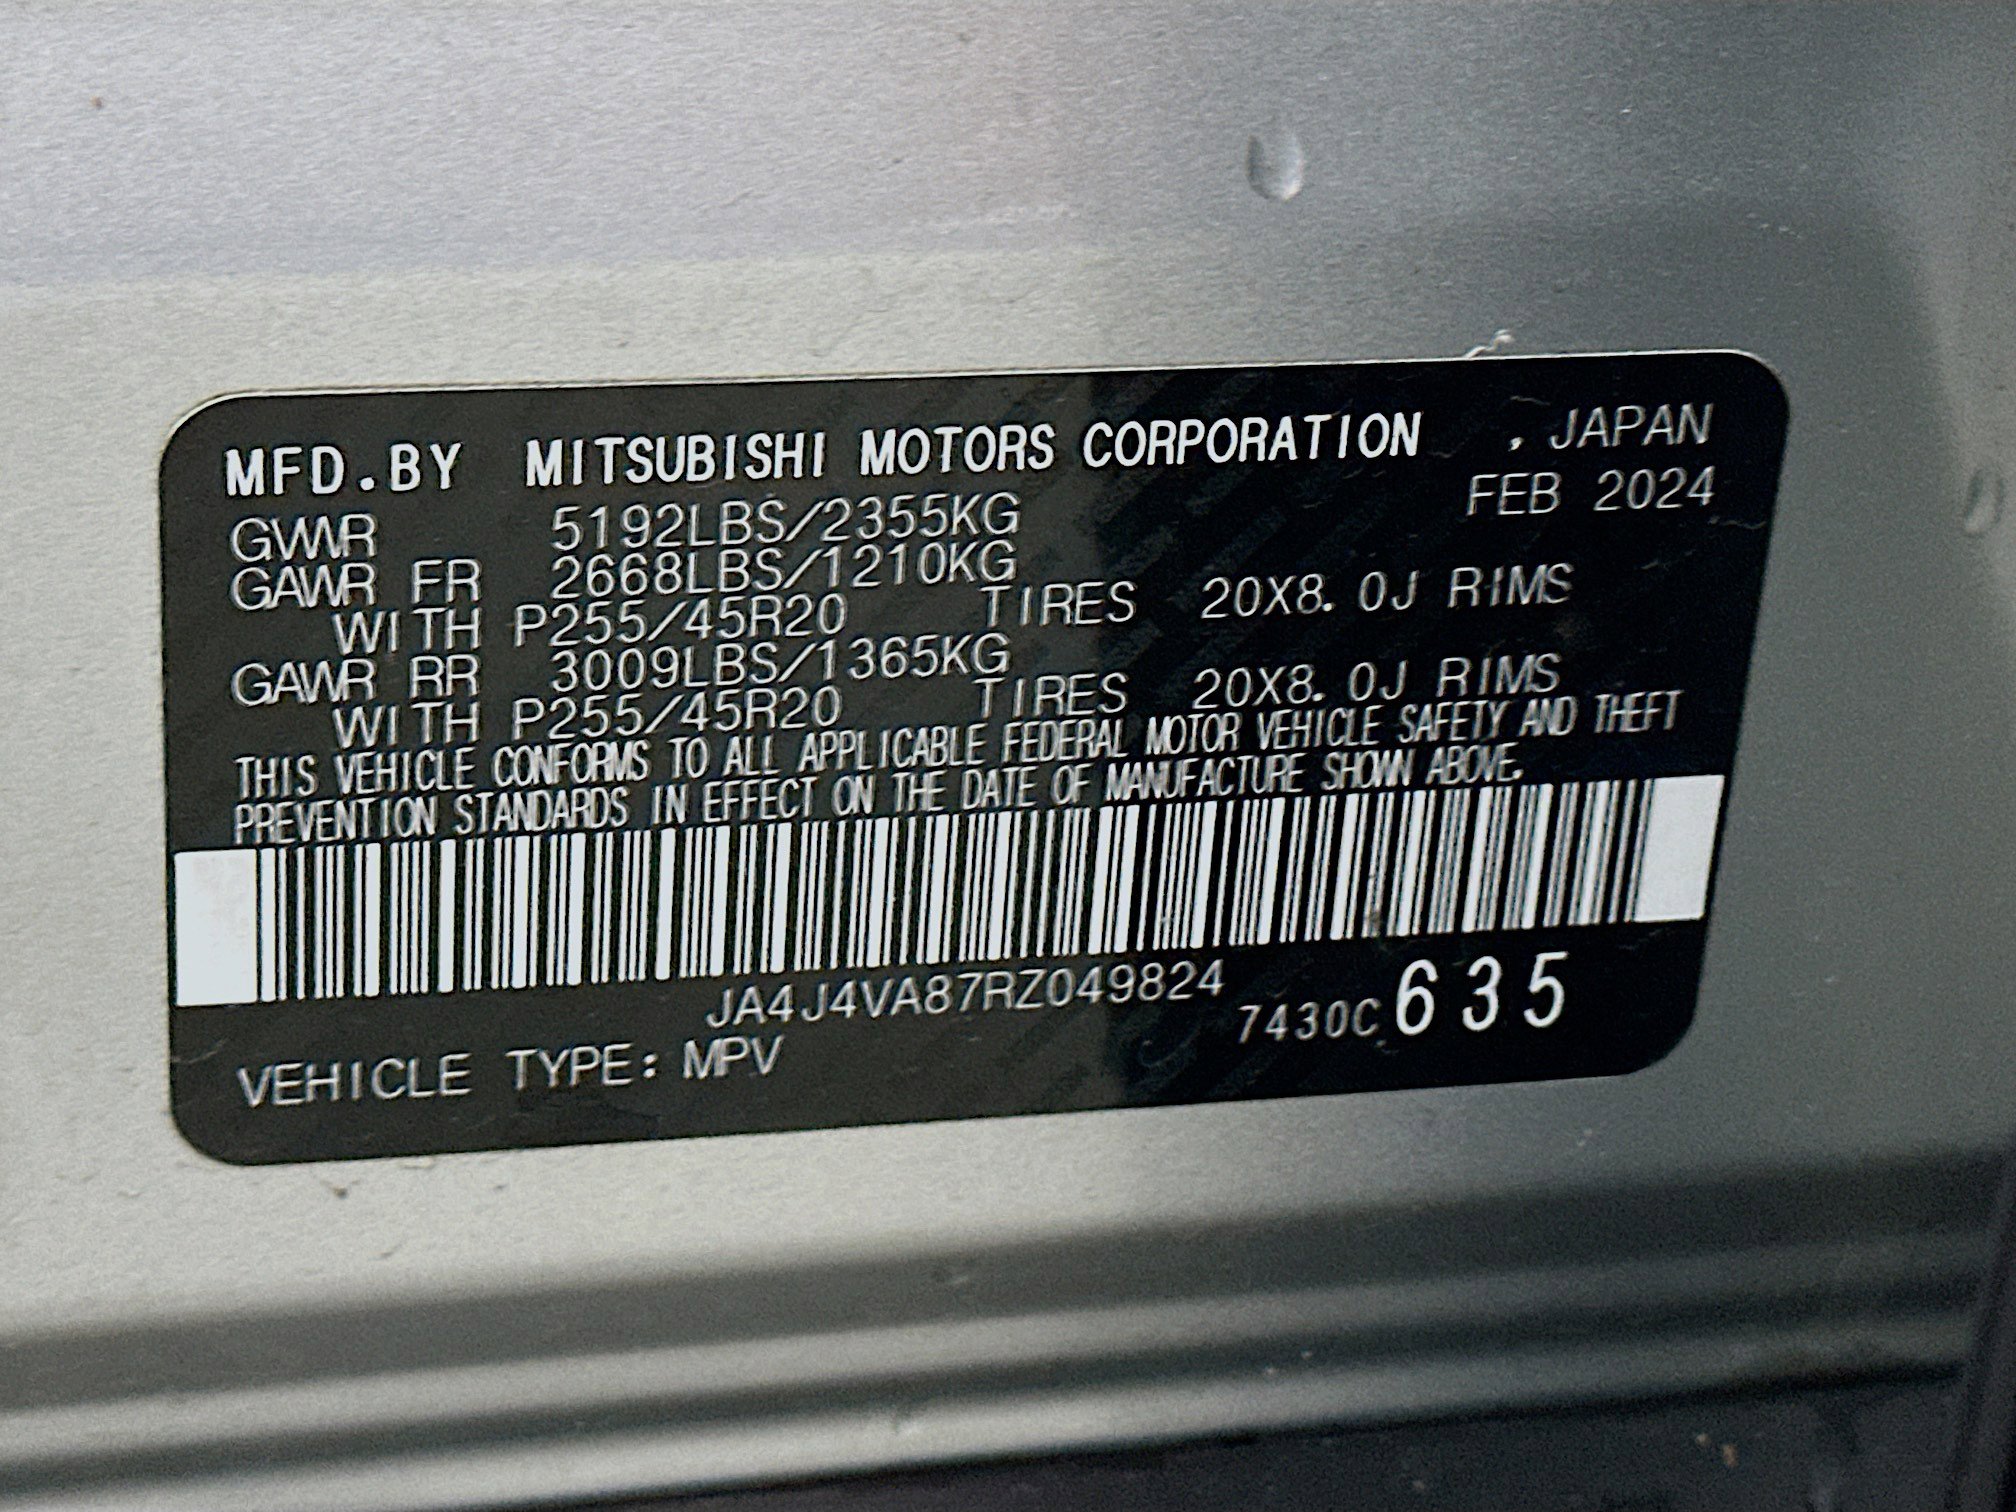 MFD.BY MITSUBISHI MOTORS CORPORATION , JAPAN
FEB 2024
GVWR 5192LBS/2355KG
GAWR FR 2668LBS/1210KG
WITH P255/45R20 TIRES 20X8.0J RIMS
GAWR RR 3009LBS/1365KG
WITH P255/45R20 TIRES 20X8.0J RIMS
THIS VEHICLE CONFORMS TO ALL APPLICABLE FEDERAL MOTOR VEHICLE SAFETY AND THEFT
PREVENTION STANDARDS IN EFFECT ON THE DATE OF MANUFACTURE SHOWN ABOVE.
JA4J4VA87RZ049824
7430C 635
VEHICLE TYPE: MPV